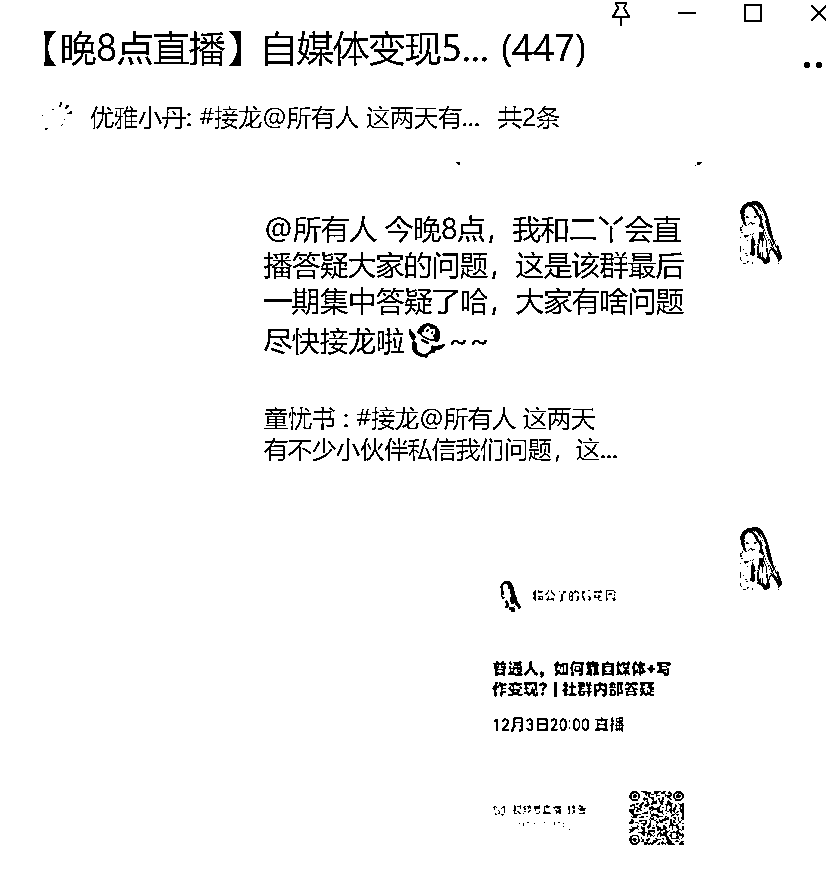 【晚8点直播】自媒体变现5... (447)
优雅小丹: #接龙@所有人 这两天有... 共2条
@所有人 今晚8点，我和二丫会直
播答疑大家的问题，这是该群最后
一期集中答疑了哈，大家有啥问题
尽快接龙啦~~
童忧书 : #接龙@所有人 这两天
有不少小伙伴私信我们问题，这...
普通人，如何靠自媒体+写
作变现？| 社群内部答疑
12月3日20:00 直播